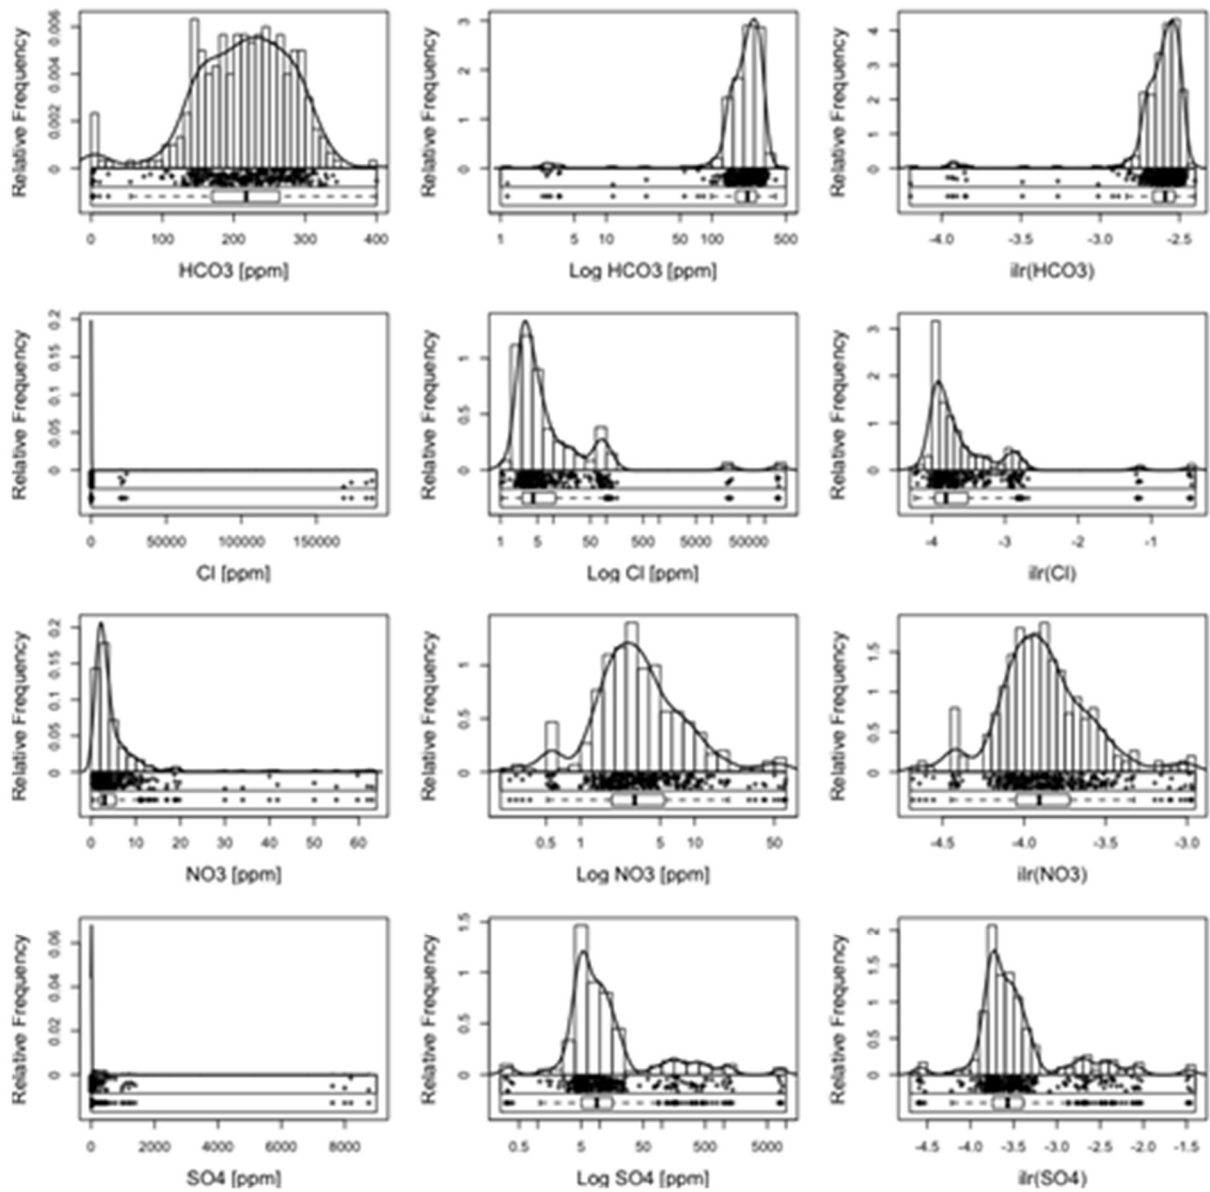 Relative Frequency
0 0.002 0.004 0.006
0 100 200 300 400
HCO3 [ppm]
Relative Frequency
0 1 2 3
1 5 10 50 100 500
Log HCO3 [ppm]
Relative Frequency
0 1 2 3 4
-4.0 -3.5 -3.0 -2.5
ilr(HCO3)
Relative Frequency
0 0.05 0.1 0.15 0.2
0 50000 100000 150000
Cl [ppm]
Relative Frequency
0 0.5 1
1 5 50 500 5000 50000
Log Cl [ppm]
Relative Frequency
0 1 2 3
-4 -3 -2 -1
ilr(Cl)
Relative Frequency
0 0.05 0.1 0.15 0.2
0 10 20 30 40 50 60
NO3 [ppm]
Relative Frequency
0 0.5 1
0.5 1 5 10 50
Log NO3 [ppm]
Relative Frequency
0 0.5 1 1.5
-4.5 -4.0 -3.5 -3.0
ilr(NO3)
Relative Frequency
0 0.02 0.04 0.06
0 2000 4000 6000 8000
SO4 [ppm]
Relative Frequency
0 0.5 1 1.5
0.5 5 50 500 5000
Log SO4 [ppm]
Relative Frequency
0 0.5 1 1.5 2
-4.5 -4.0 -3.5 -3.0 -2.5 -2.0 -1.5
ilr(SO4)